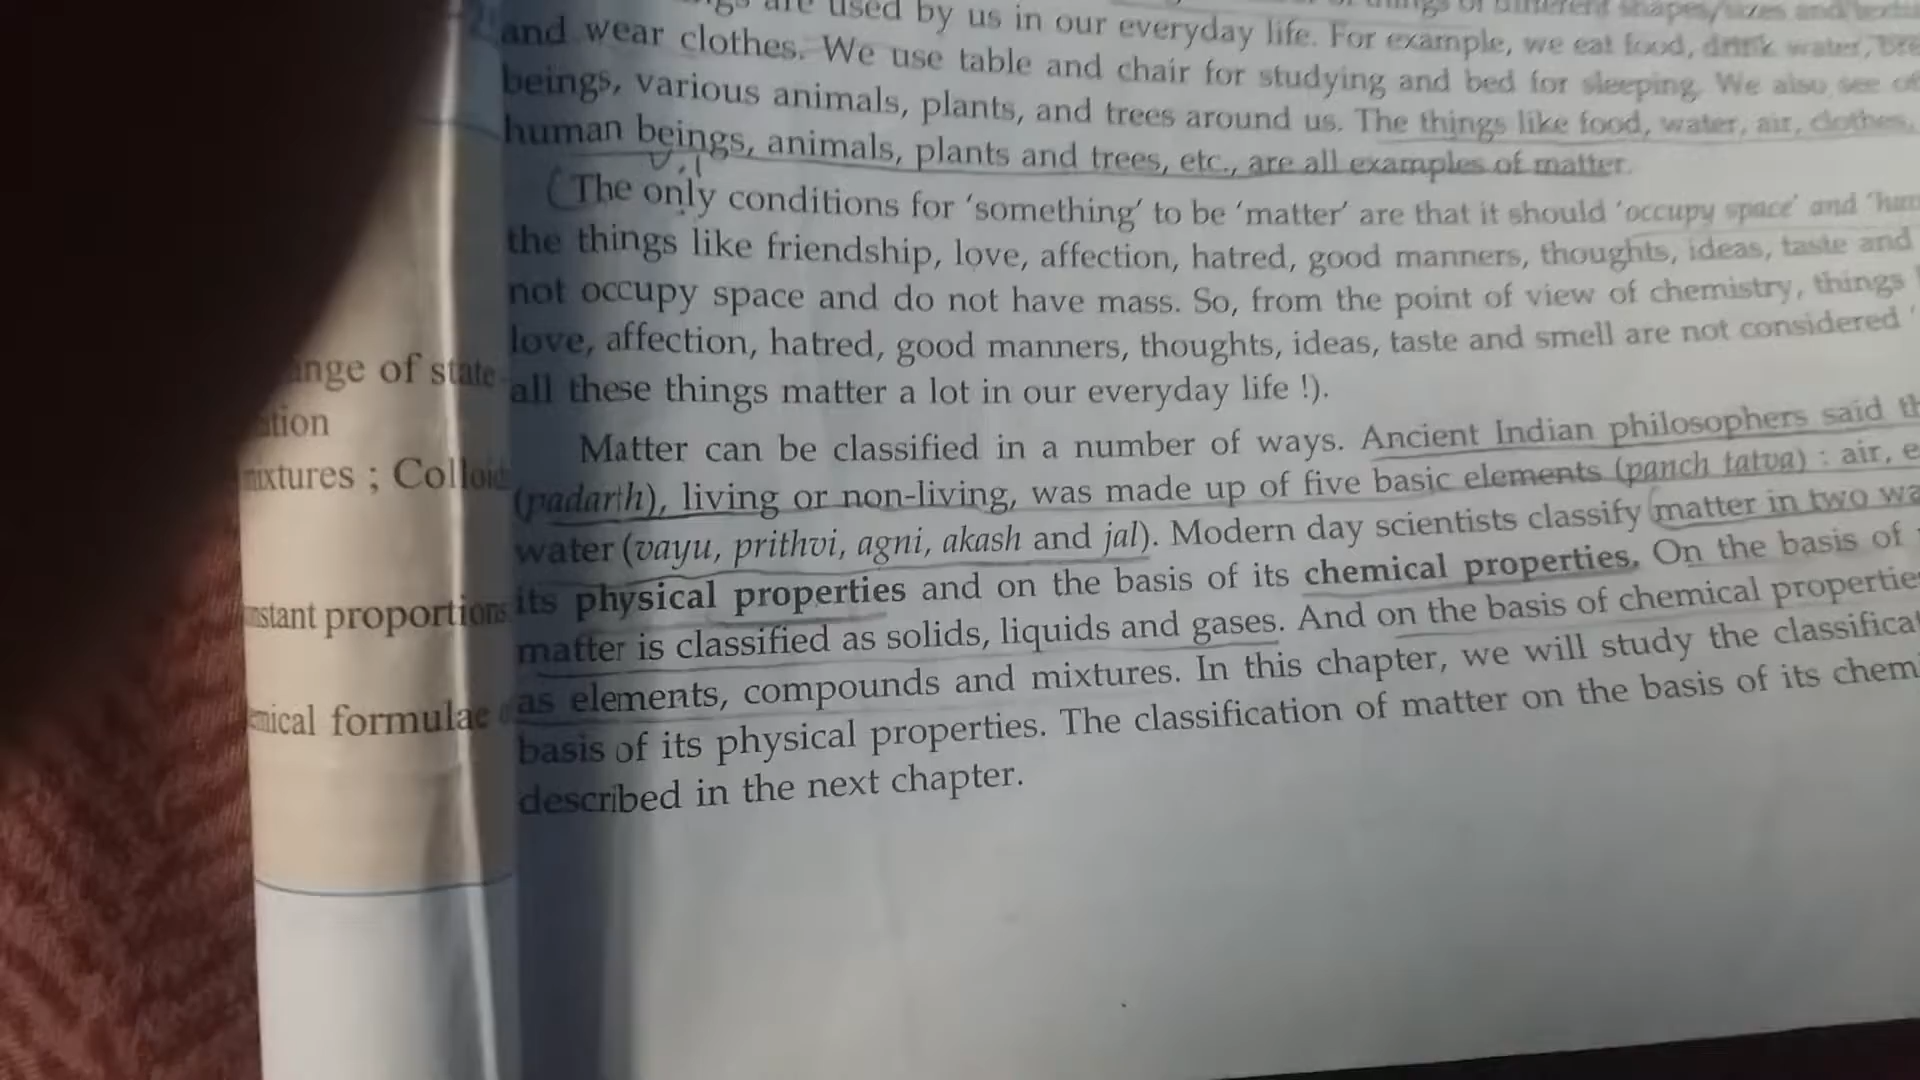 are used by us in our everyday life. For example, we eat food, drink water,
and wear clothes. We use table and chair for studying and bed for sleeping. We also see
beings, various animals, plants, and trees around us. The things like food, water, air, clothes,
human beings, animals, plants and trees, etc., are all examples of matter.
(The only conditions for 'something' to be 'matter' are that it should 'occupy space' and
the things like friendship, love, affection, hatred, good manners, thoughts, ideas, taste and
not occupy space and do not have mass. So, from the point of view of chemistry, things
love, affection, hatred, good manners, thoughts, ideas, taste and smell are not considered '
all these things matter a lot in our everyday life !).
Matter can be classified in a number of ways. Ancient Indian philosophers said
(padarth), living or non-living, was made up of five basic elements (panch tatva) : air,
water (vayu, prithvi, agni, akash and jal). Modern day scientists classify matter in two
its physical properties and on the basis of its chemical properties. On the basis of
matter is classified as solids, liquids and gases. And on the basis of chemical
as elements, compounds and mixtures. In this chapter, we will study the
basis of its physical properties. The classification of matter on the basis of its
described in the next chapter.
of state
; 
proportions
formulae